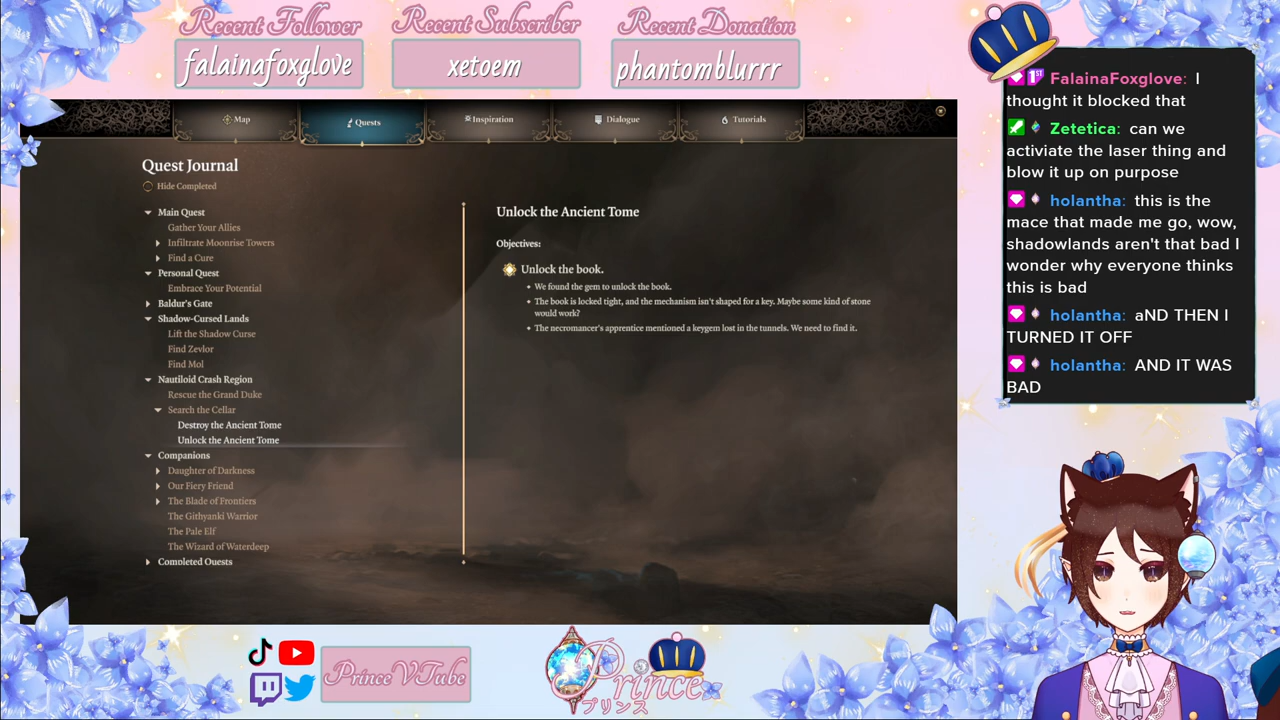 Recent Follower
Recent Subscriber
Recent Donation
falainafoxglove
xetoem
phantomblurrr
Map
Quests
Inspiration
Dialogue
Tutorials
Quest Journal
Hide Completed
Main Quest
Gather Your Allies
Infiltrate Moonrise Towers
Find a Cure
Personal Quest
Embrace Your Potential
Baldur's Gate
Shadow-Cursed Lands
Lift the Shadow Curse
Find Zevlor
Find Mol
Nautiloid Crash Region
Rescue the Grand Duke
Search the Cellar
Destroy the Ancient Tome
Unlock the Ancient Tome
Companions
Daughter of Darkness
Our Fiery Friend
The Blade of Frontiers
The Githyanki Warrior
The Pale Elf
The Wizard of Waterdeep
Completed Quests
Unlock the Ancient Tome
Objectives:
Unlock the book.
We found the gem to unlock the book.
The book is locked tight, and the mechanism isn't shaped for a key. Maybe some kind of stone
would work?
The necromancer's apprentice mentioned a keygem lost in the tunnels. We need to find it.
1ST FalainaFoxglove: I
thought it blocked that
Zetetica: can we
activiate the laser thing and
blow it up on purpose
holantha: this is the
mace that made me go, wow,
shadowlands aren't that bad I
wonder why everyone thinks
this is bad
holantha: aND THEN I
TURNED IT OFF
holantha: AND IT WAS
BAD
Prince VTube
Prince
プリンス